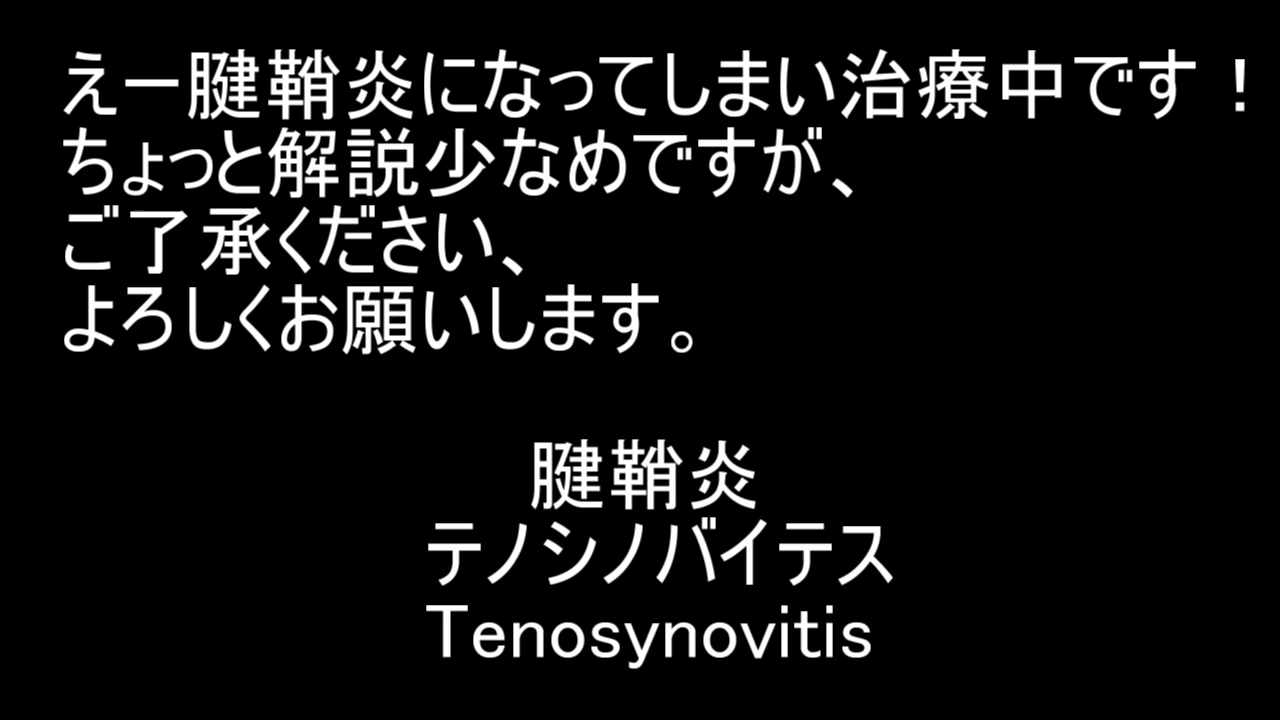 えー腱鞘炎になってしまい治療中です！
ちょっと解説少なめですが、
ご了承ください、
よろしくお願いします。
腱鞘炎
テノシノバイテス
Tenosynovitis